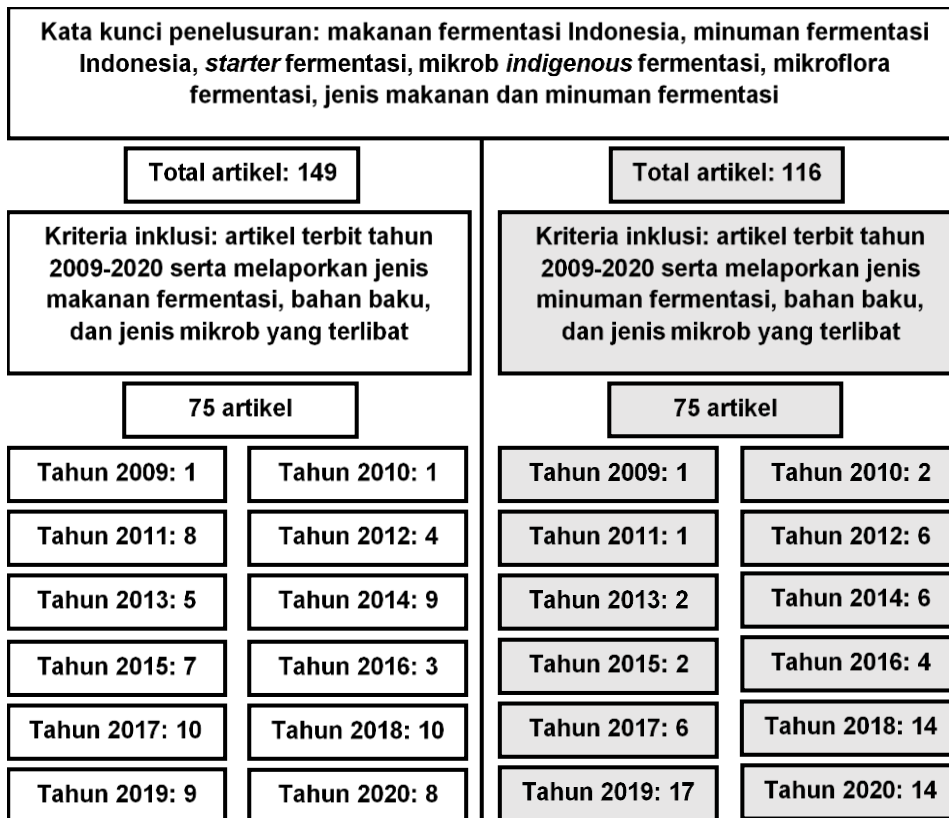 Kata kunci penelusuran: makanan fermentasi Indonesia, minuman fermentasi
Indonesia, starter fermentasi, mikrob indigenous fermentasi, mikroflora
fermentasi, jenis makanan dan minuman fermentasi
Total artikel: 149
Kriteria inklusi: artikel terbit tahun
2009-2020 serta melaporkan jenis
makanan fermentasi, bahan baku,
dan jenis mikrob yang terlibat
75 artikel
Tahun 2009: 1
Tahun 2010: 1
Tahun 2011: 8
Tahun 2012: 4
Tahun 2013: 5
Tahun 2014: 9
Tahun 2015: 7
Tahun 2016: 3
Tahun 2017: 10
Tahun 2018: 10
Tahun 2019: 9
Tahun 2020: 8
Total artikel: 116
Kriteria inklusi: artikel terbit tahun
2009-2020 serta melaporkan jenis
minuman fermentasi, bahan baku,
dan jenis mikrob yang terlibat
75 artikel
Tahun 2009: 1
Tahun 2010: 2
Tahun 2011: 1
Tahun 2012: 6
Tahun 2013: 2
Tahun 2014: 6
Tahun 2015: 2
Tahun 2016: 4
Tahun 2017: 6
Tahun 2018: 14
Tahun 2019: 17
Tahun 2020: 14